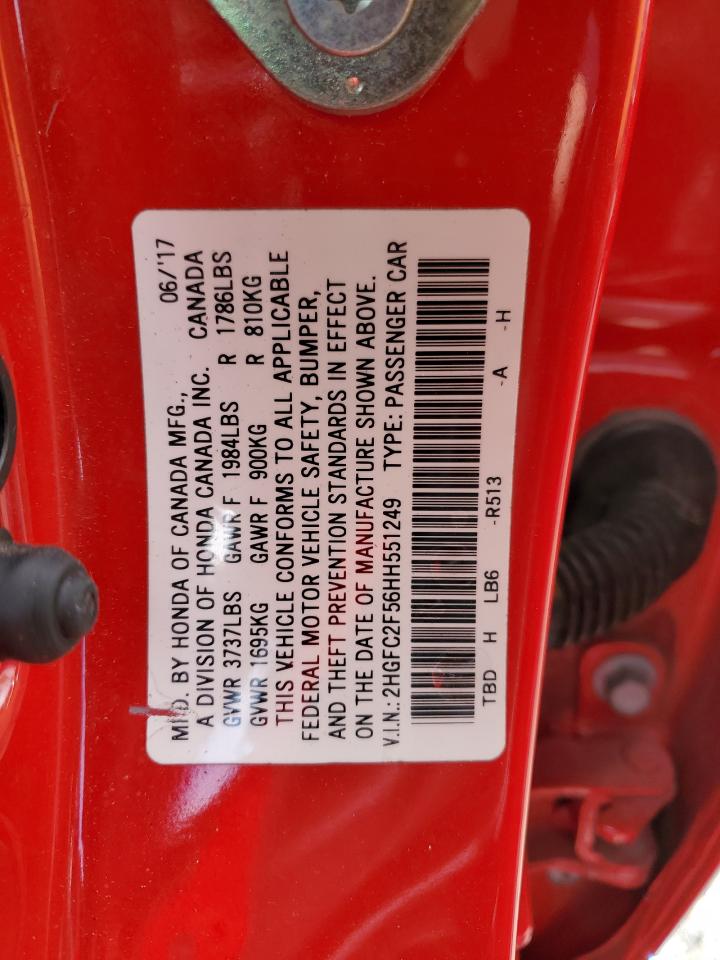 MFD. BY HONDA OF CANADA MFG., 06/'17
A DIVISION OF HONDA CANADA INC. CANADA
GVWR 3737LBS GAWR F 1984LBS R 1786LBS
GVWR 1695KG GAWR F 900KG R 810KG
THIS VEHICLE CONFORMS TO ALL APPLICABLE
FEDERAL MOTOR VEHICLE SAFETY, BUMPER,
AND THEFT PREVENTION STANDARDS IN EFFECT
ON THE DATE OF MANUFACTURE SHOWN ABOVE.
V.I.N.: 2HGFC2F56HH551249 TYPE: PASSENGER CAR
TBD H LB6 -R513 -A -H